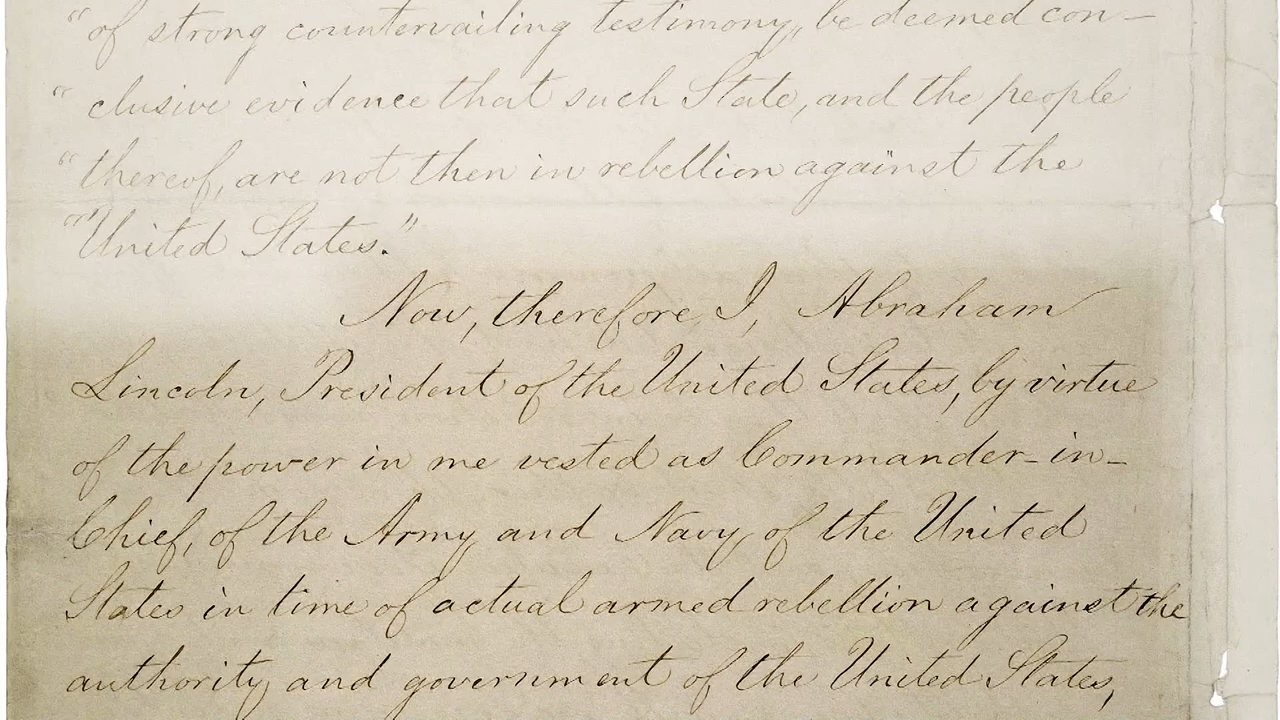 "of strong countervailing testimony, be deemed con-
" clusive evidence that such State, and the people
" thereof, are not then in rebellion against the
"United States."
Now, therefore I, Abraham
Lincoln, President of the United States, by virtue
of the power in me vested as Commander-in-
Chief, of the Army and Navy of the United
States in time of actual armed rebellion against the
authority and government of the United States,